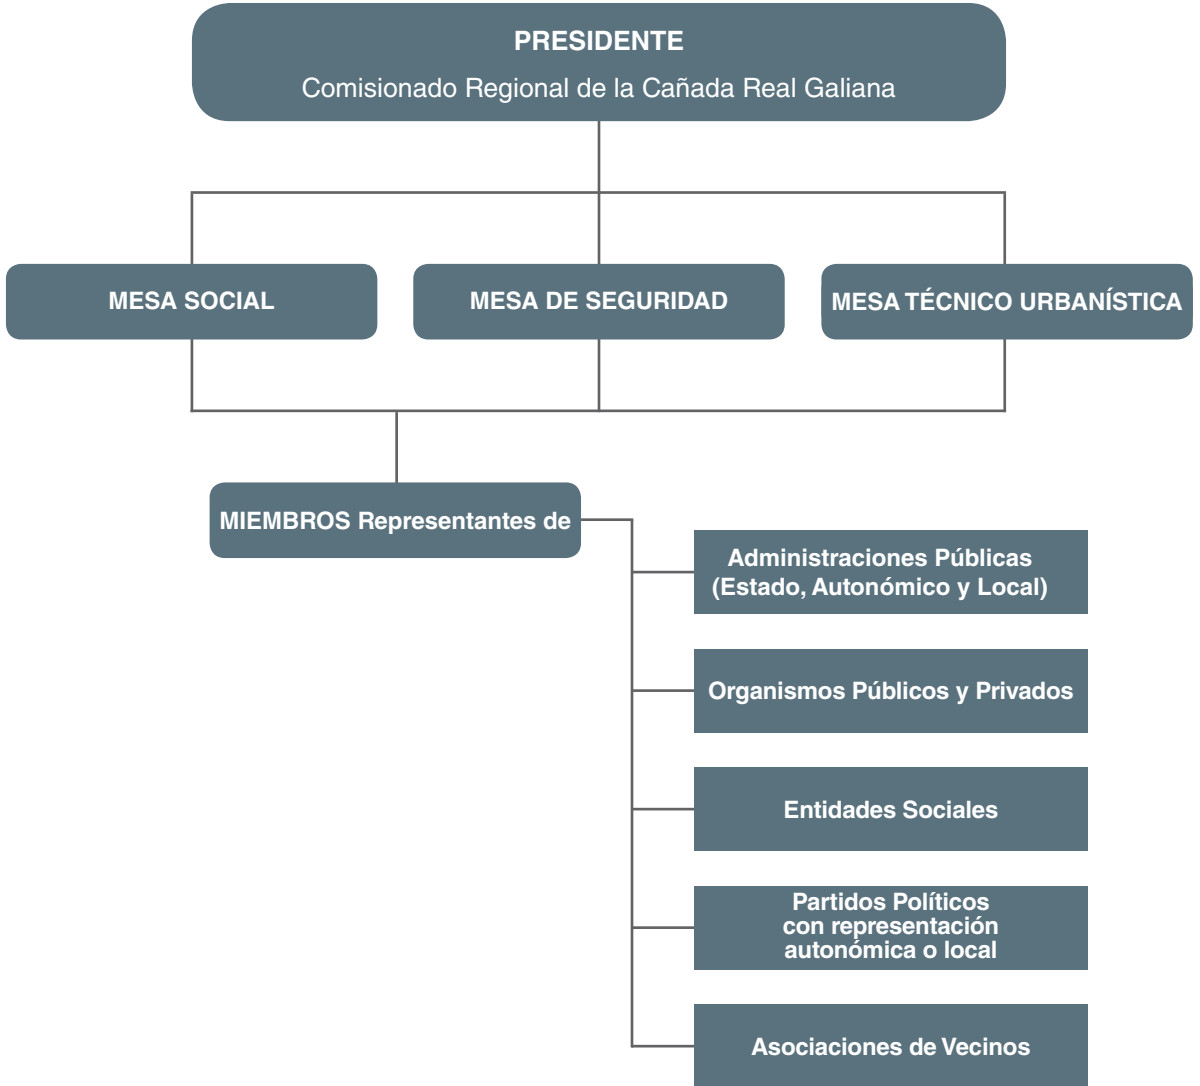 PRESIDENTE
Comisionado Regional de la Cañada Real Galiana
MESA SOCIAL
MESA DE SEGURIDAD
MESA TÉCNICO URBANÍSTICA
MIEMBROS Representantes de
Administraciones Públicas
(Estado, Autonómico y Local)
Organismos Públicos y Privados
Entidades Sociales
Partidos Políticos
con representación
autonómica o local
Asociaciones de Vecinos